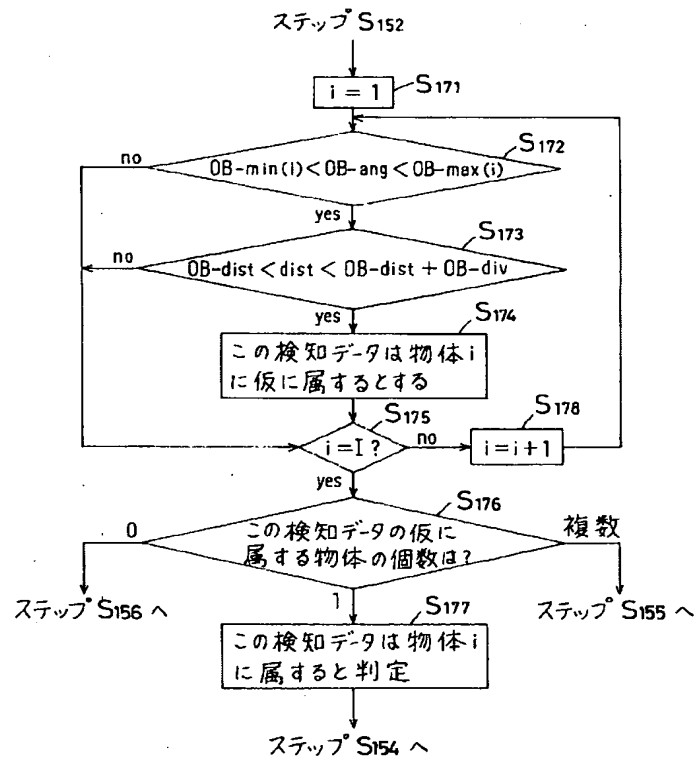 ステップ S152
i = 1
S171
S172
no
OB-min(i) < OB-ang < OB-max(i)
yes
S173
no
OB-dist < dist < OB-dist + OB-div
yes
S174
この検知データは物体 i
に仮に属するとする
S175
S178
i = I ?
no
i = i + 1
yes
S176
0
この検知データの仮に
属する物体の個数は?
複数
ステップ S156 へ
1
S177
ステップ S155 へ
この検知データは物体 i
に属すると判定
ステップ S154 へ